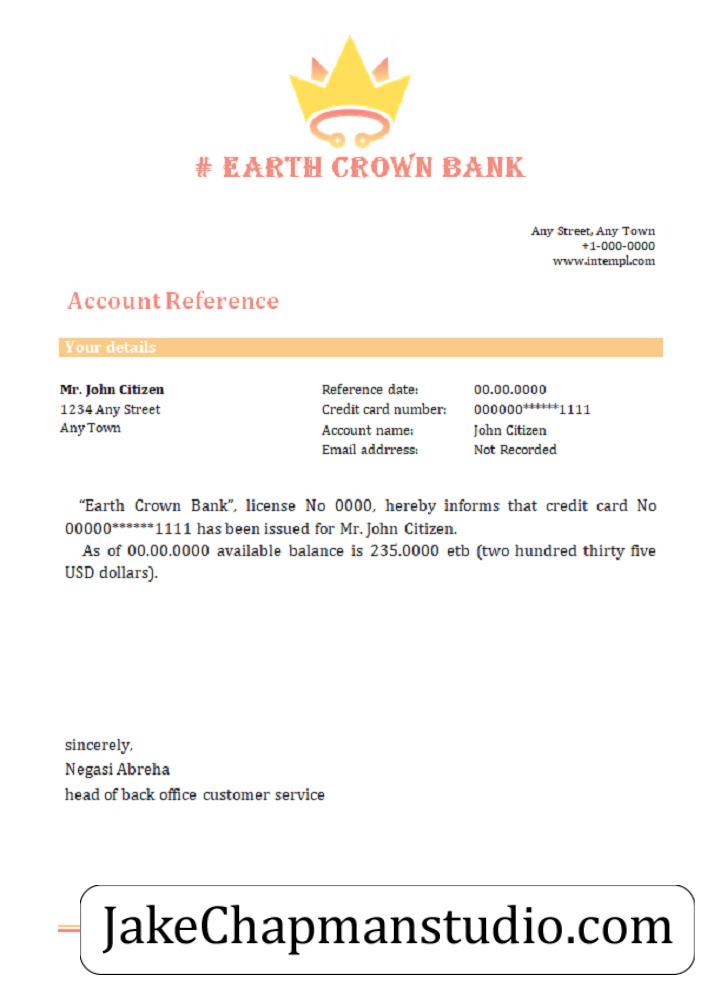 # EARTH CROWN BANK
Any Street, Any Town
+1-000-0000
www.intempl.com
Account Reference
Your details
Mr. John Citizen
1234 Any Street
Any Town
Reference date: 00.00.0000
Credit card number: 000000******1111
Account name: John Citizen
Email addrress: Not Recorded
“Earth Crown Bank”, license No 0000, hereby informs that credit card No
00000******1111 has been issued for Mr. John Citizen.
As of 00.00.0000 available balance is 235.0000 etb (two hundred thirty five
USD dollars).
sincerely,
Negasi Abreha
head of back office customer service
JakeChapmanstudio.com